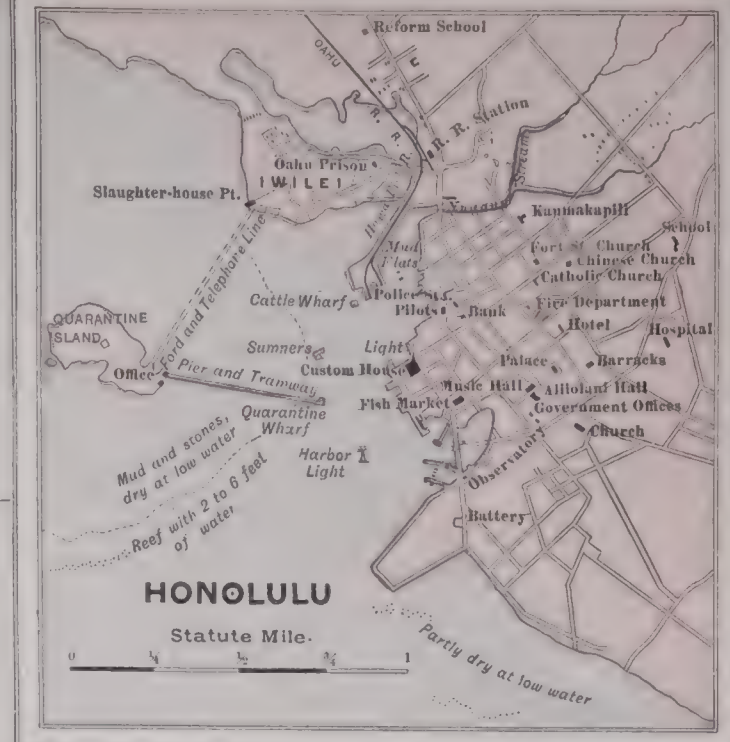 Reform School
OAHU
R. R.
R. R. Station
Oahu Prison
IWILEI
Slaughter-house Pt.
Stream
Kaumakapili
School
Mud
Flats
Fort St. Church
Chinese Church
Catholic Church
Ford and Telephone Line
Cattle Wharf
Police Sta.
Pilots
Bank
Fire Department
Hotel
Hospital
QUARANTINE
ISLAND
Sumners
Light
Custom House
Palace
Barracks
Office
Pier and Tramway
Music Hall
Aliiolani Hall
Fish Market
Government Offices
Quarantine
Wharf
Church
Mud and stones,
dry at low water
Harbor
Light
Observatory
Reef with 2 to 6 feet
of water
Battery
HONOLULU
Statute Mile.
0 ¼ ½ ¾ 1
Partly dry at low water